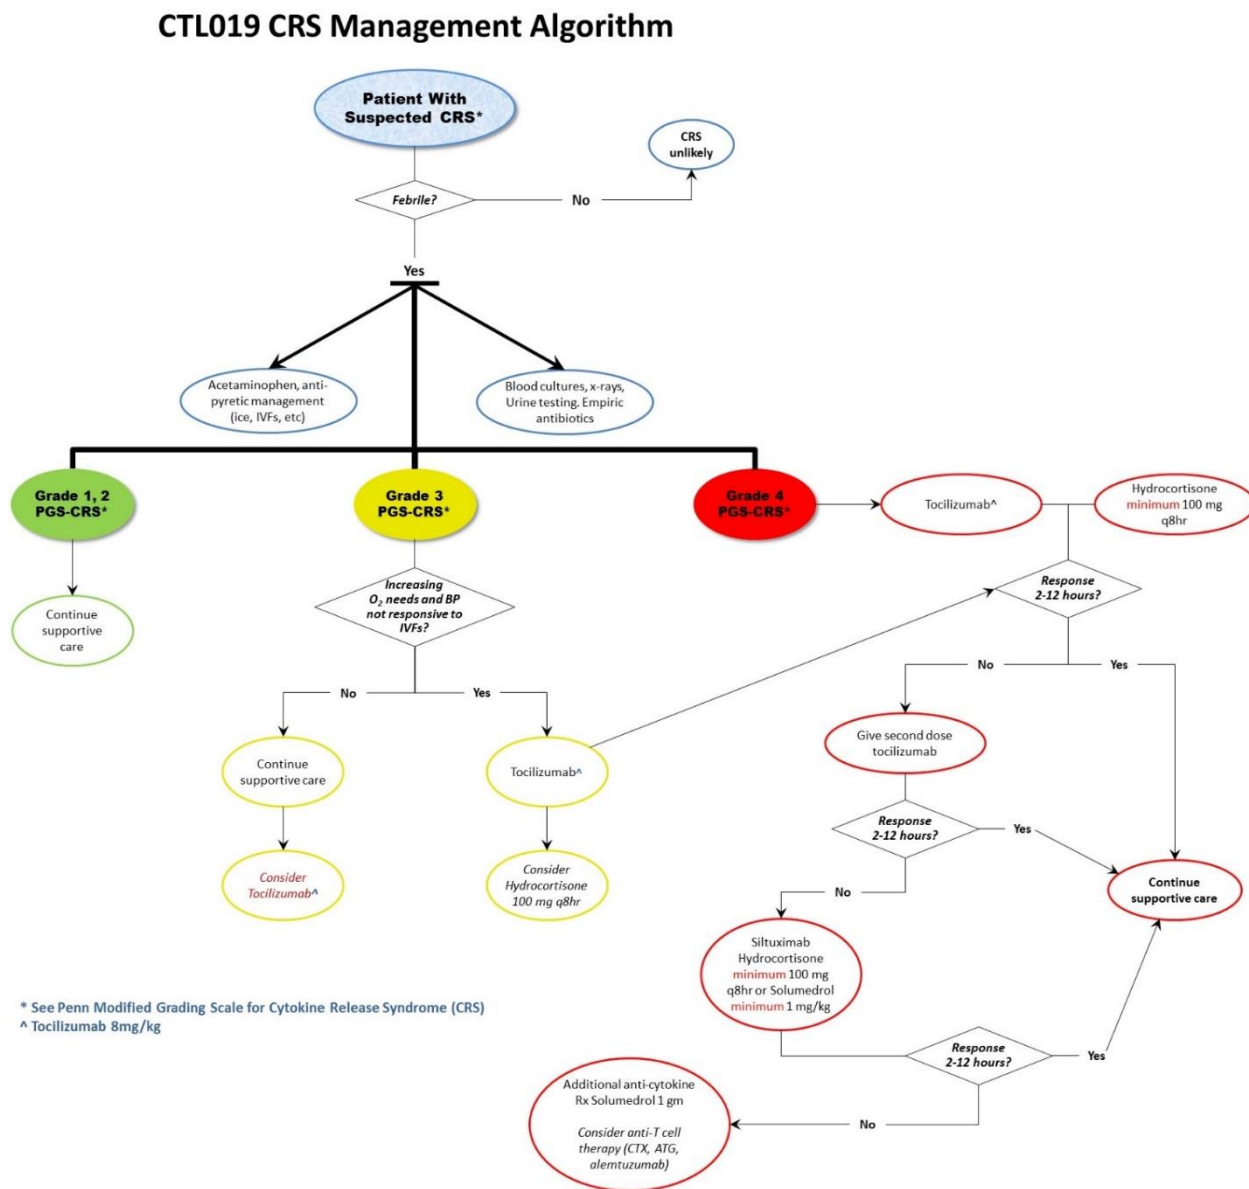 CTL019 CRS Management Algorithm
Patient With
Suspected CRS*
CRS
unlikely
Febrile?
No
Yes
Acetaminophen, anti-
pyretic management
(ice, IVFs, etc)
Blood cultures, x-rays,
Urine testing. Empiric
antibiotics
Grade 1, 2
PGS-CRS*
Grade 3
PGS-CRS*
Grade 4
PGS-CRS*
Tocilizumab^
Hydrocortisone
minimum 100 mg
q8hr
Continue
supportive
care
Increasing
O₂ needs and BP
not responsive to
IVFs?
Response
2-12 hours?
No
Yes
No
Yes
Continue
supportive care
Tocilizumab^
Give second dose
tocilizumab
Consider
Tocilizumab^
Consider
Hydrocortisone
100 mg q8hr
Response
2-12 hours?
Yes
No
Continue
supportive care
Siltuximab
Hydrocortisone
minimum 100 mg
q8hr or Solumedrol
minimum 1 mg/kg
* See Penn Modified Grading Scale for Cytokine Release Syndrome (CRS)
^ Tocilizumab 8mg/kg
Response
2-12 hours?
Yes
No
Additional anti-cytokine
Rx Solumedrol 1 gm
Consider anti-T cell
therapy (CTX, ATG,
alemtuzumab)